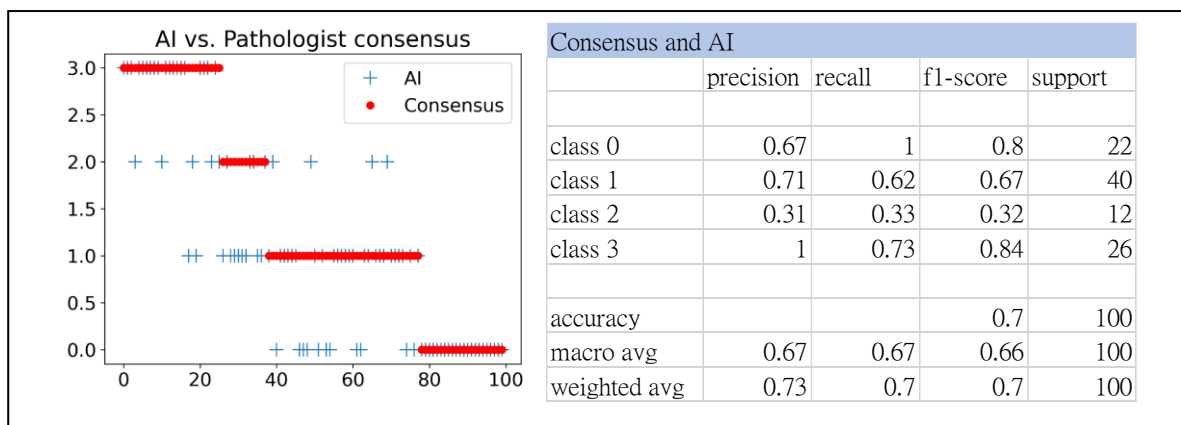 AI vs. Pathologist consensus
3.0
2.5
2.0
1.5
1.0
0.5
0.0
0 20 40 60 80 100
AI
Consensus
Consensus and AI
precision recall f1-score support
class 0 0.67 1 0.8 22
class 1 0.71 0.62 0.67 40
class 2 0.31 0.33 0.32 12
class 3 1 0.73 0.84 26
accuracy 0.7 100
macro avg 0.67 0.67 0.66 100
weighted avg 0.73 0.7 0.7 100